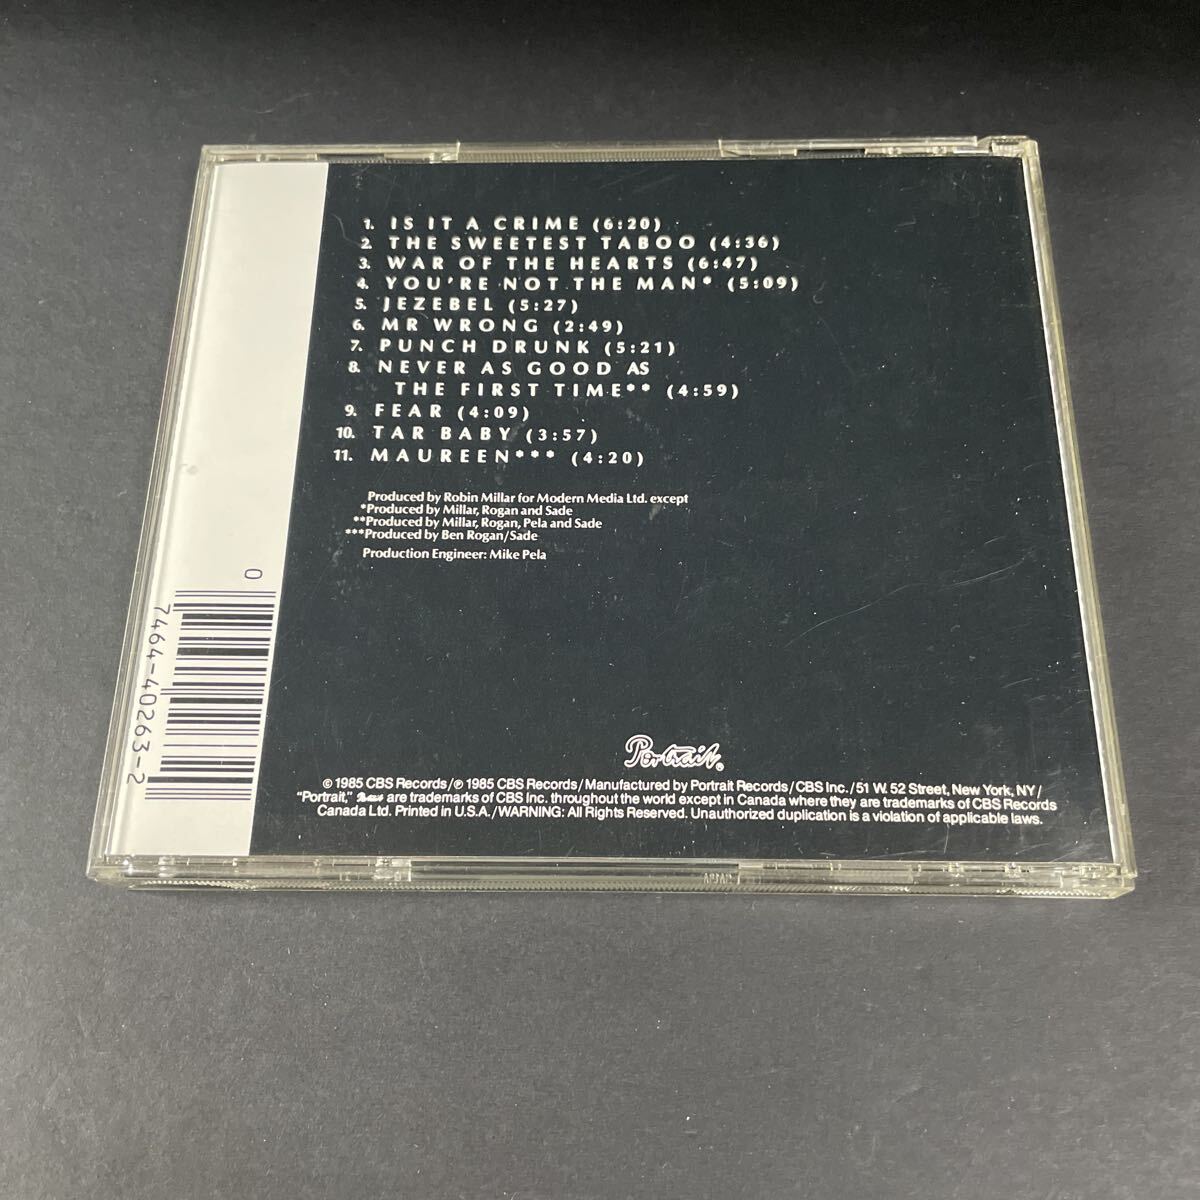 1. IS IT A CRIME (6:20)
2. THE SWEETEST TABOO (4:36)
3. WAR OF THE HEARTS (6:47)
4. YOU'RE NOT THE MAN* (5:09)
5. JEZEBEL (5:27)
6. MR WRONG (2:49)
7. PUNCH DRUNK (5:21)
8. NEVER AS GOOD AS
THE FIRST TIME** (4:59)
9. FEAR (4:09)
10. TAR BABY (3:57)
11. MAUREEN*** (4:20)
Produced by Robin Millar for Modern Media Ltd. except
*Produced by Millar, Rogan and Sade
**Produced by Millar, Rogan, Pela and Sade
***Produced by Ben Rogan/Sade
Production Engineer: Mike Pela
0
7464-40263-2
Portrait
© 1985 CBS Records/℗ 1985 CBS Records/Manufactured by Portrait Records/CBS Inc./51 W. 52 Street, New York, NY/
"Portrait," are trademarks of CBS Inc. throughout the world except in Canada where they are trademarks of CBS Records
Canada Ltd. Printed in U.S.A./WARNING: All Rights Reserved. Unauthorized duplication is a violation of applicable laws.